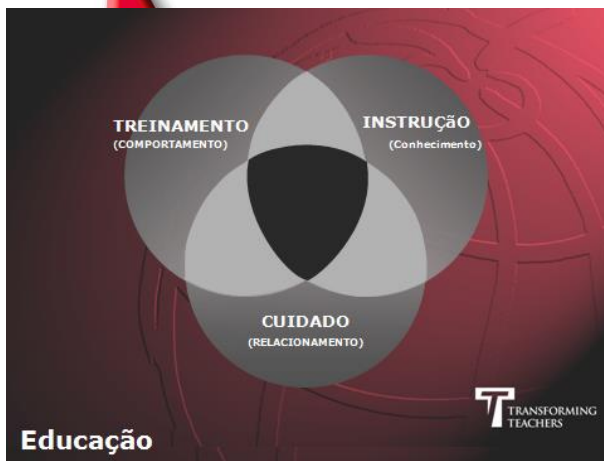 TREINAMENTO
(COMPORTAMENTO)
INSTRUÇãO
(Conhecimento)
CUIDADO
(RELACIONAMENTO)
TRANSFORMING
TEACHERS
Educação